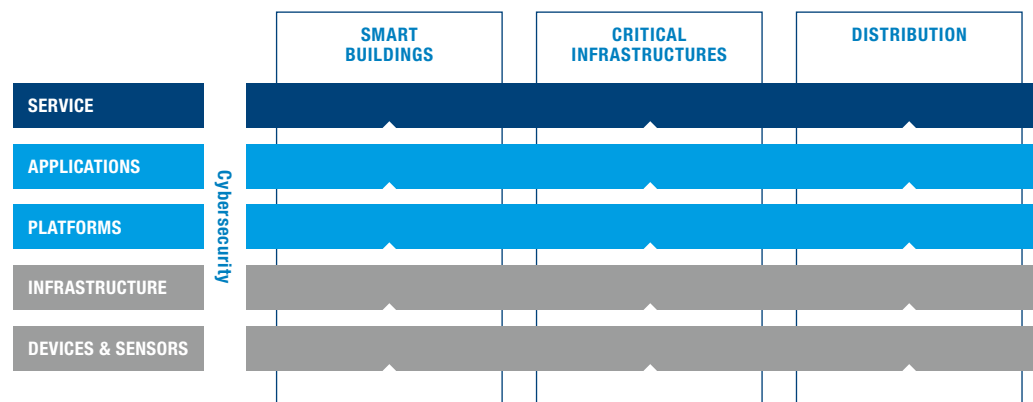 SMART
BUILDINGS
CRITICAL
INFRASTRUCTURES
DISTRIBUTION
SERVICE
APPLICATIONS
PLATFORMS
INFRASTRUCTURE
DEVICES & SENSORS
Cybersecurity